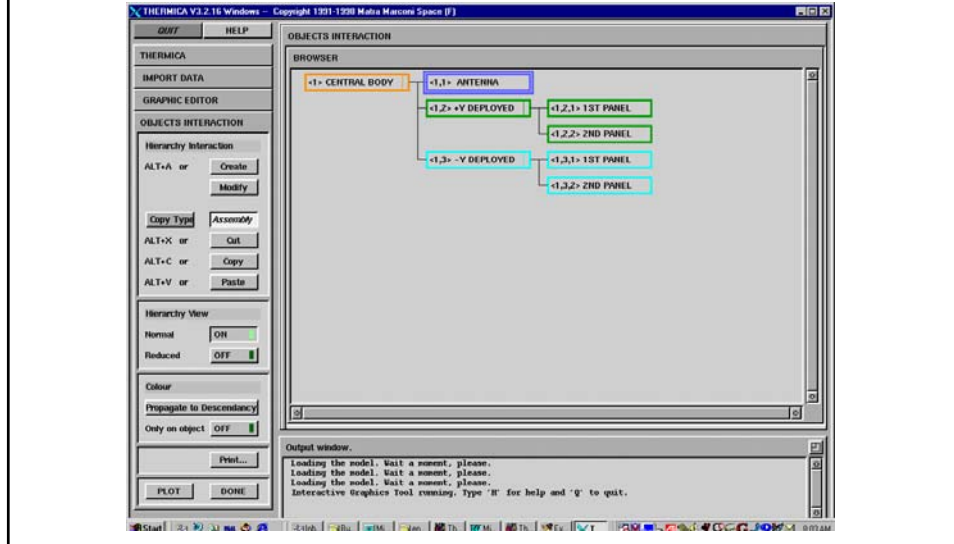 THERMICA V3.2.16 Windows - Copyright 1991-1998 Matra Marconi Space (F)
QUIT HELP
THERMICA
IMPORT DATA
GRAPHIC EDITOR
OBJECTS INTERACTION
Hierarchy Interaction
ALT+A or Create
Modify
Copy Type Assembly
ALT+X or Cut
ALT+C or Copy
ALT+V or Paste
Hierarchy View
Normal ON
Reduced OFF
Colour
Propagate to Descendancy
Only on object OFF
Print...
PLOT DONE
OBJECTS INTERACTION
BROWSER
<1> CENTRAL BODY
<1,1> ANTENNA
<1,2> +Y DEPLOYED
<1,2,1> 1ST PANEL
<1,2,2> 2ND PANEL
<1,3> -Y DEPLOYED
<1,3,1> 1ST PANEL
<1,3,2> 2ND PANEL
Output window.
Loading the model. Wait a moment, please.
Loading the model. Wait a moment, please.
Loading the model. Wait a moment, please.
Interactive Graphics Tool running. Type 'H' for help and 'Q' to quit.
Start